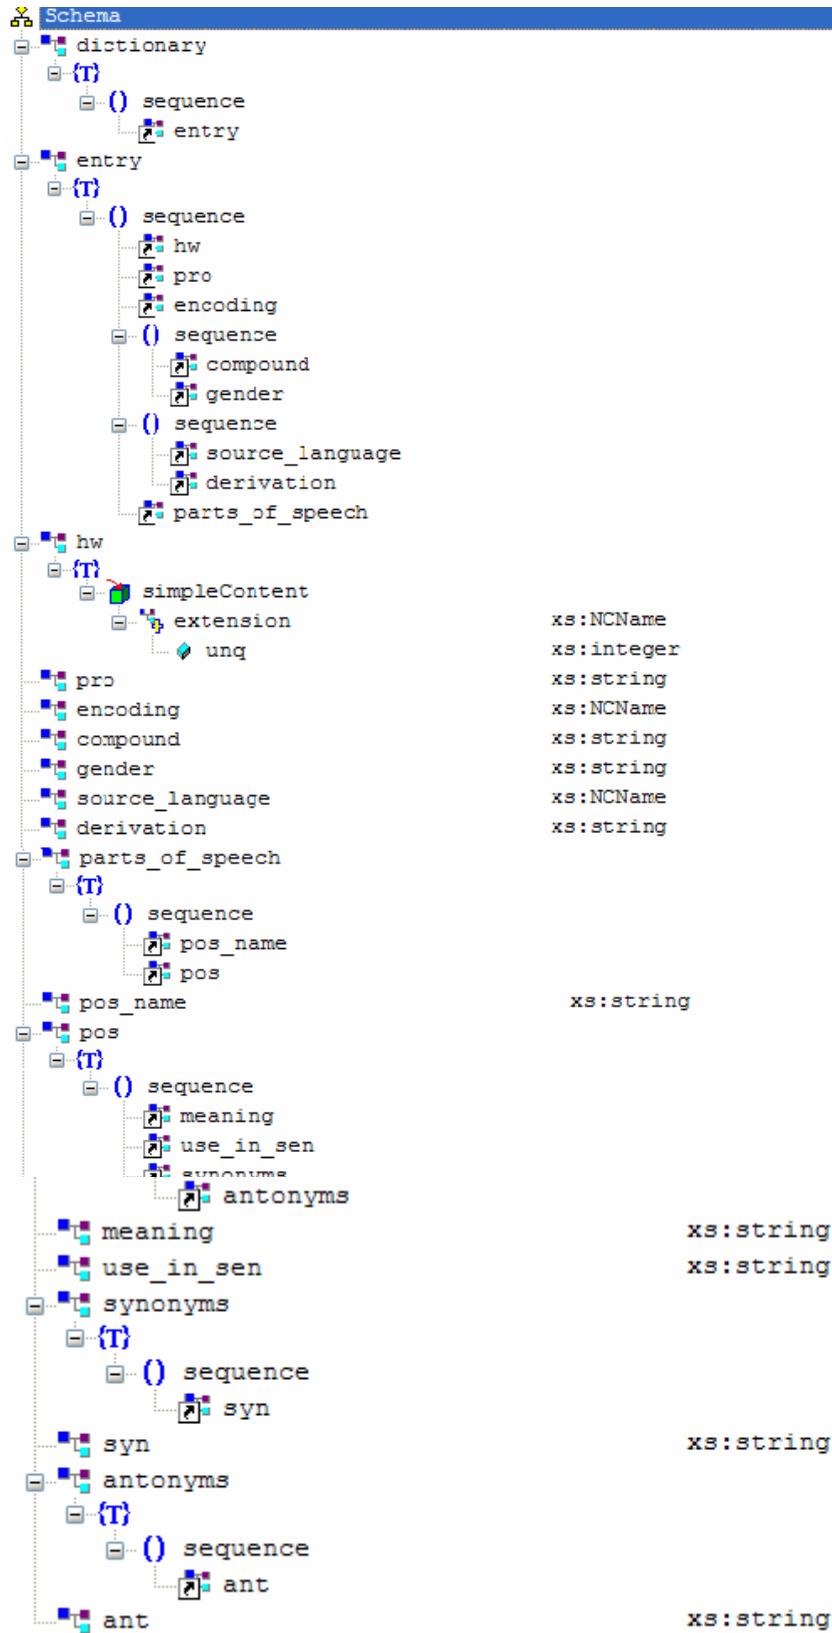 Schema
dictionary
{T}
() sequence
entry
entry
{T}
() sequence
hw
pro
encoding
() sequence
compound
gender
() sequence
source_language
derivation
parts_of_speech
hw
{T}
simpleContent
extension xs:NCName
unq xs:integer
pro xs:string
encoding xs:NCName
compound xs:string
gender xs:string
source_language xs:NCName
derivation xs:string
parts_of_speech
{T}
() sequence
pos_name
pos
pos_name xs:string
pos
{T}
() sequence
meaning
use_in_sen
synonyms
antonyms
meaning xs:string
use_in_sen xs:string
synonyms
{T}
() sequence
syn
syn xs:string
antonyms
{T}
() sequence
ant
ant xs:string